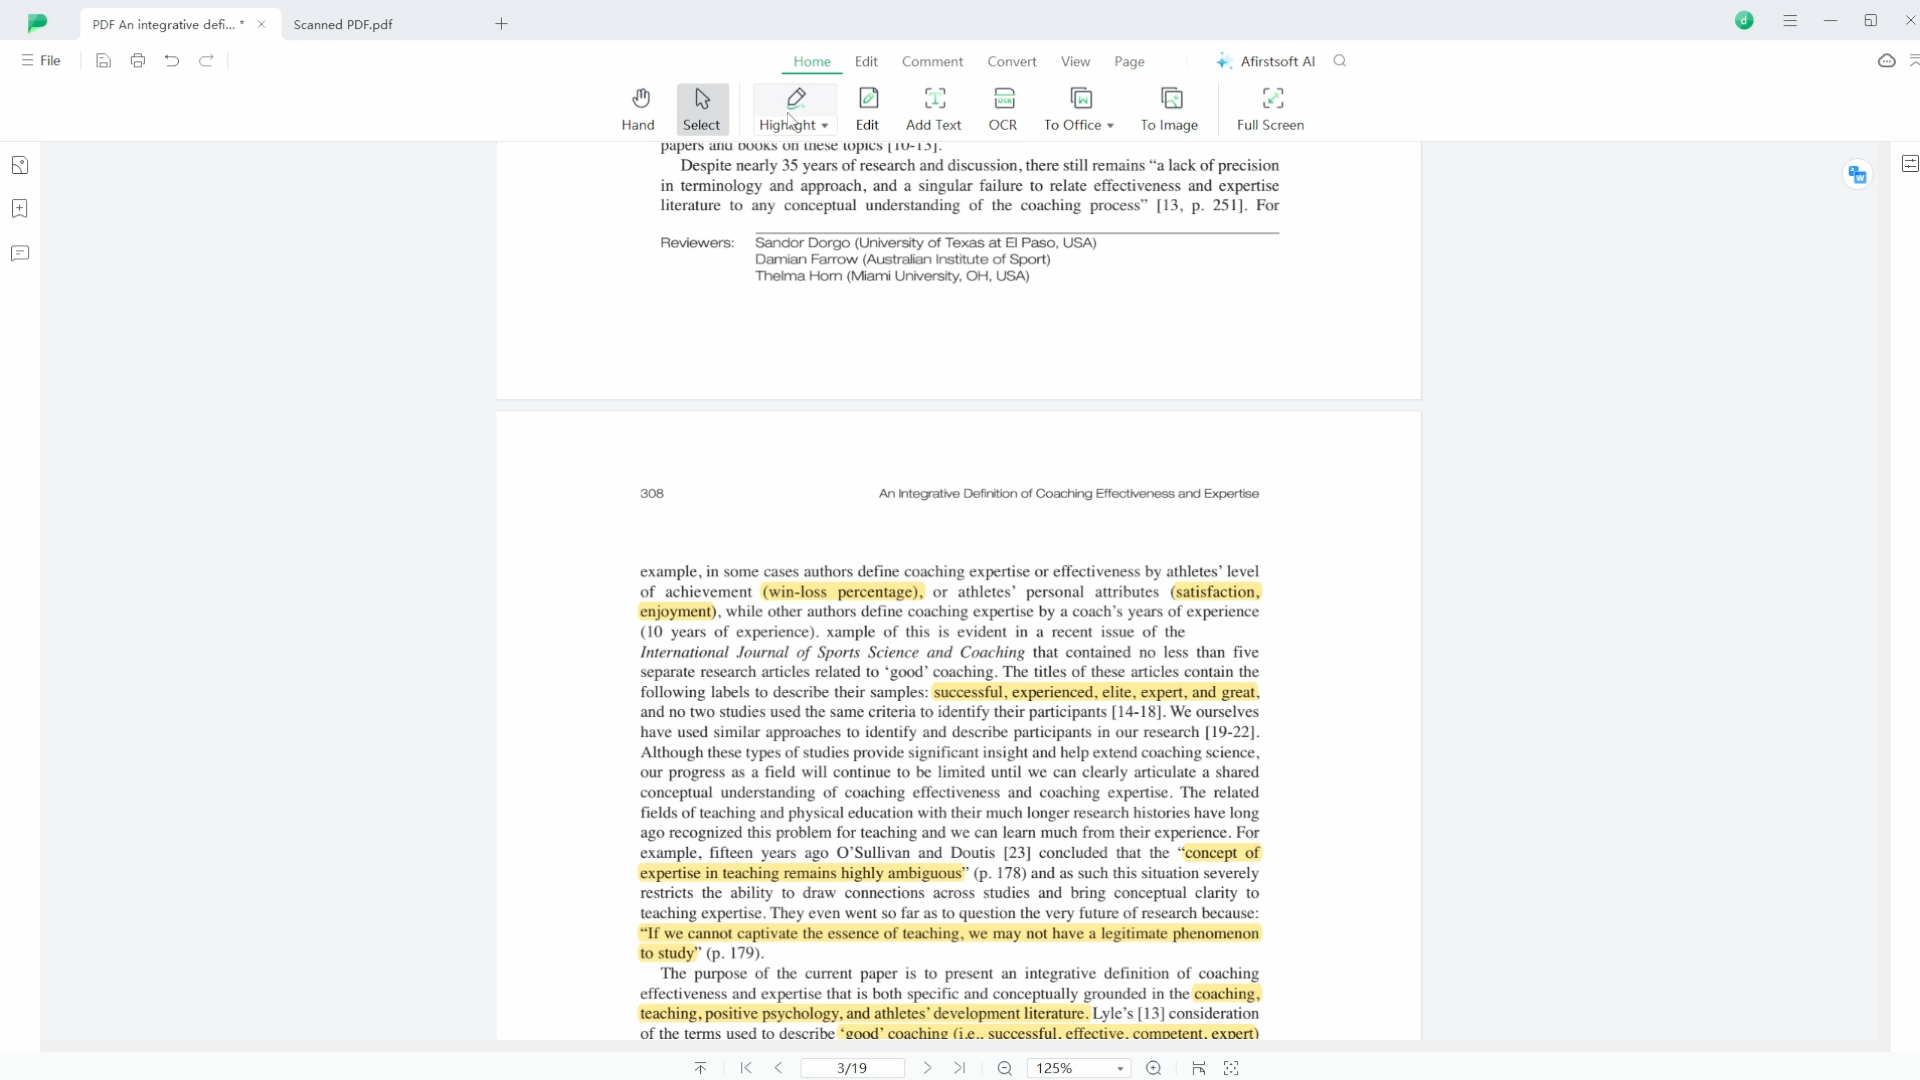 PDF An integrative defi... *
Scanned PDF.pdf
d
File
Home
Edit
Comment
Convert
View
Page
Afirstsoft AI
Hand
Select
Highlight
Edit
Add Text
OCR
To Office
To Image
Full Screen
papers and books on these topics [10-13].
Despite nearly 35 years of research and discussion, there still remains “a lack of precision
in terminology and approach, and a singular failure to relate effectiveness and expertise
literature to any conceptual understanding of the coaching process” [13, p. 251]. For
Reviewers: Sandor Dorgo (University of Texas at El Paso, USA)
Damian Farrow (Australian Institute of Sport)
Thelma Horn (Miami University, OH, USA)
308 An Integrative Definition of Coaching Effectiveness and Expertise
example, in some cases authors define coaching expertise or effectiveness by athletes’ level
of achievement (win-loss percentage), or athletes’ personal attributes (satisfaction,
enjoyment), while other authors define coaching expertise by a coach’s years of experience
(10 years of experience). xample of this is evident in a recent issue of the
International Journal of Sports Science and Coaching that contained no less than five
separate research articles related to ‘good’ coaching. The titles of these articles contain the
following labels to describe their samples: successful, experienced, elite, expert, and great,
and no two studies used the same criteria to identify their participants [14-18]. We ourselves
have used similar approaches to identify and describe participants in our research [19-22].
Although these types of studies provide significant insight and help extend coaching science,
our progress as a field will continue to be limited until we can clearly articulate a shared
conceptual understanding of coaching effectiveness and coaching expertise. The related
fields of teaching and physical education with their much longer research histories have long
ago recognized this problem for teaching and we can learn much from their experience. For
example, fifteen years ago O’Sullivan and Doutis [23] concluded that the “concept of
expertise in teaching remains highly ambiguous” (p. 178) and as such this situation severely
restricts the ability to draw connections across studies and bring conceptual clarity to
teaching expertise. They even went so far as to question the very future of research because:
“If we cannot captivate the essence of teaching, we may not have a legitimate phenomenon
to study” (p. 179).
The purpose of the current paper is to present an integrative definition of coaching
effectiveness and expertise that is both specific and conceptually grounded in the coaching,
teaching, positive psychology, and athletes’ development literature. Lyle’s [13] consideration
of the terms used to describe ‘good’ coaching (i.e., successful, effective, competent, expert)
3/19
125%